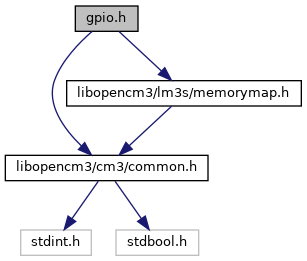 gpio.h
libopencm3/lm3s/memorymap.h
libopencm3/cm3/common.h
stdint.h
stdbool.h